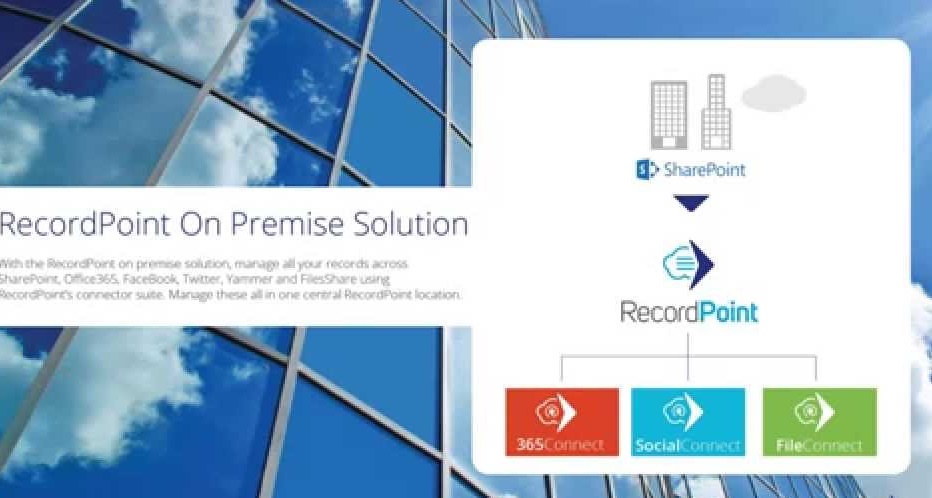 RecordPoint On Premise Solution
With the RecordPoint on premise solution, manage all your records across
SharePoint, Office365, FaceBook, Twitter, Yammer and FilesShare using
RecordPoint's connector suite. Manage these all in one central RecordPoint location.
S SharePoint
RecordPoint
365Connect
SocialConnect
FileConnect